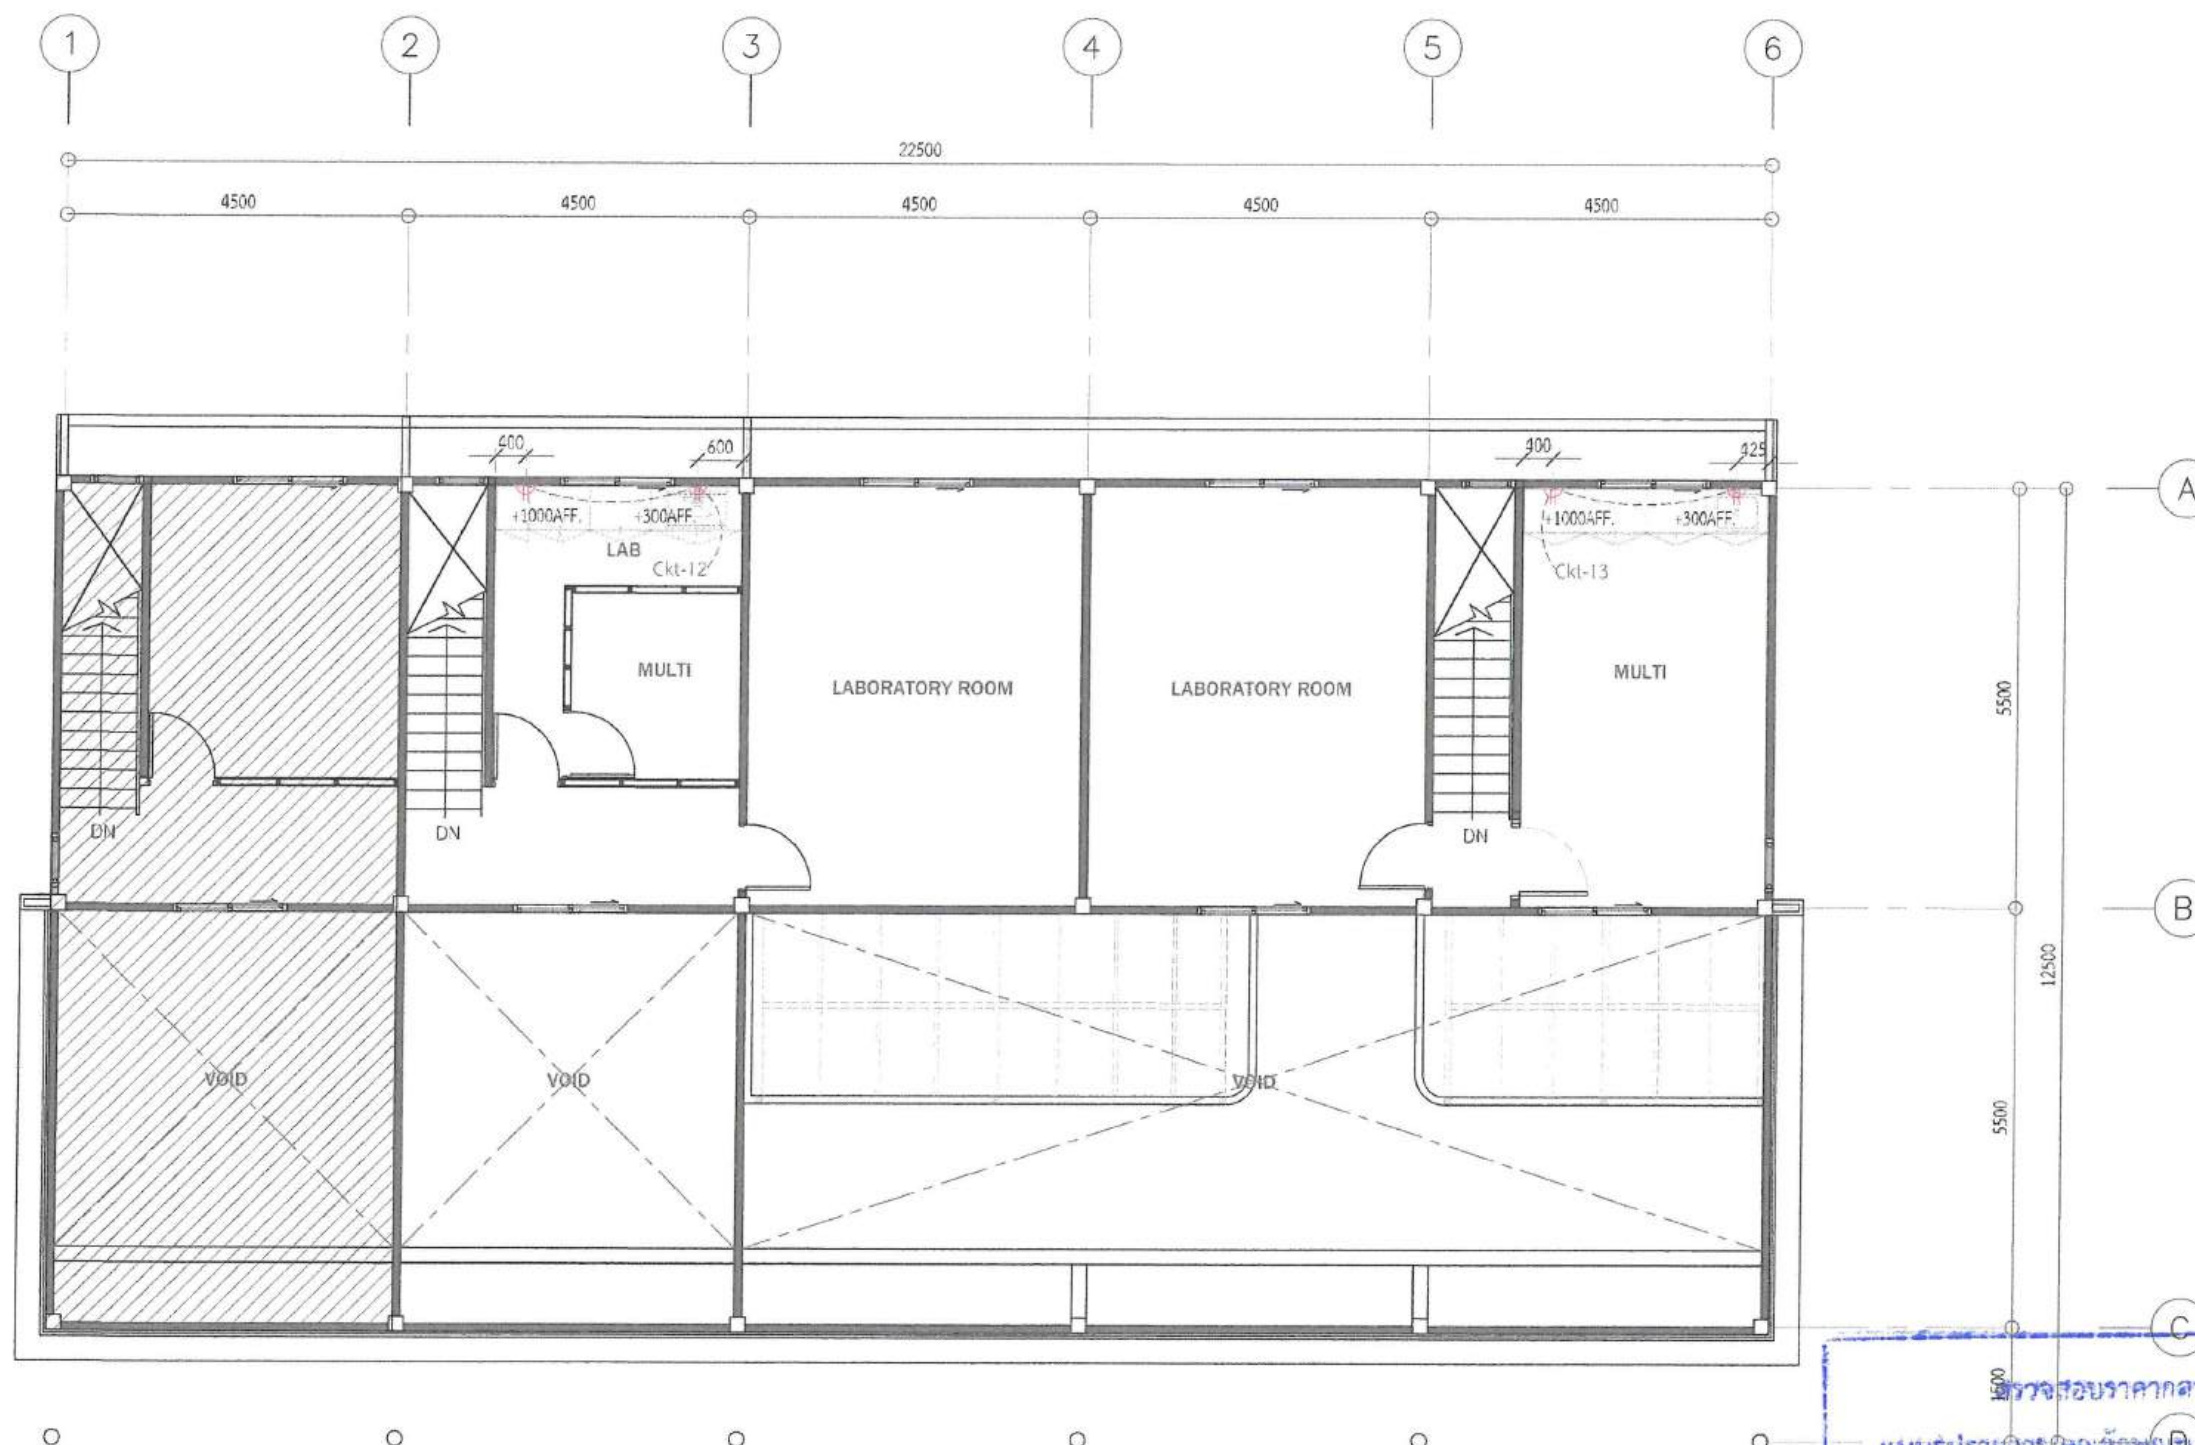 1 2 3 4 5 6
22500
4500 4500 4500 4500 4500
400 600 400 425
A
+1000AFF. +300AFF. +1000AFF. +300AFF.
LAB
Ckt-12 Ckt-13
MULTI MULTI
LABORATORY ROOM LABORATORY ROOM
5500
DN DN DN
B
12500
VOID VOID VOID
5500
C
1500
ตรวจสอบราคากลา
D